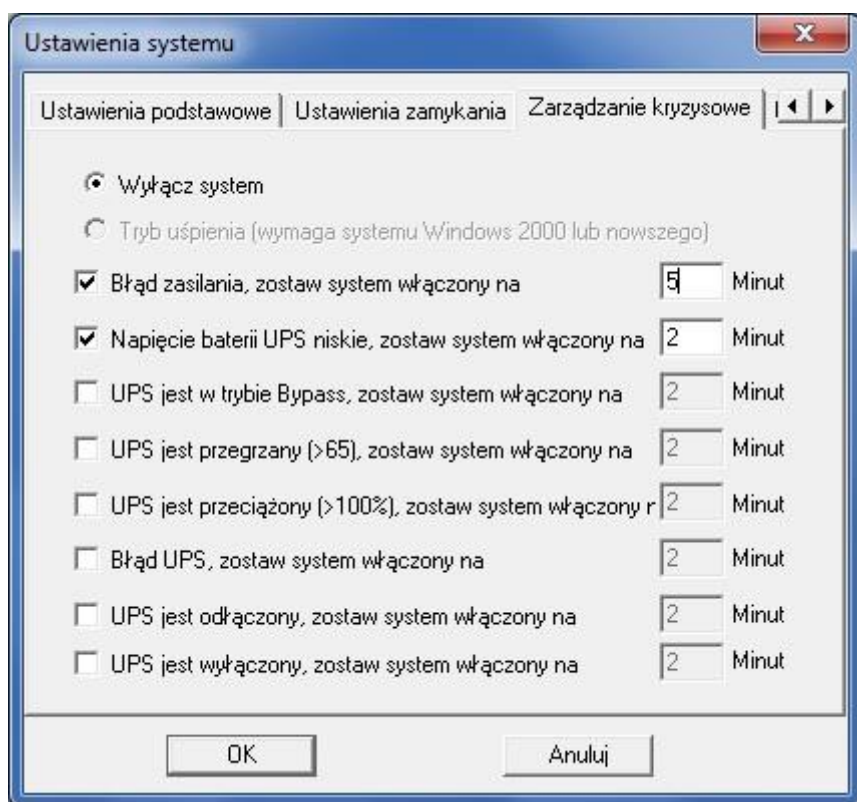 Ustawienia systemu
Ustawienia podstawowe Ustawienia zamykania Zarządzanie kryzysowe
Wyłącz system
Tryb uśpienia (wymaga systemu Windows 2000 lub nowszego)
Błąd zasilania, zostaw system włączony na 5 Minut
Napięcie baterii UPS niskie, zostaw system włączony na 2 Minut
UPS jest w trybie Bypass, zostaw system włączony na 2 Minut
UPS jest przegrzany (>65), zostaw system włączony na 2 Minut
UPS jest przeciążony (>100%), zostaw system włączony r 2 Minut
Błąd UPS, zostaw system włączony na 2 Minut
UPS jest odłączony, zostaw system włączony na 2 Minut
UPS jest wyłączony, zostaw system włączony na 2 Minut
OK Anuluj